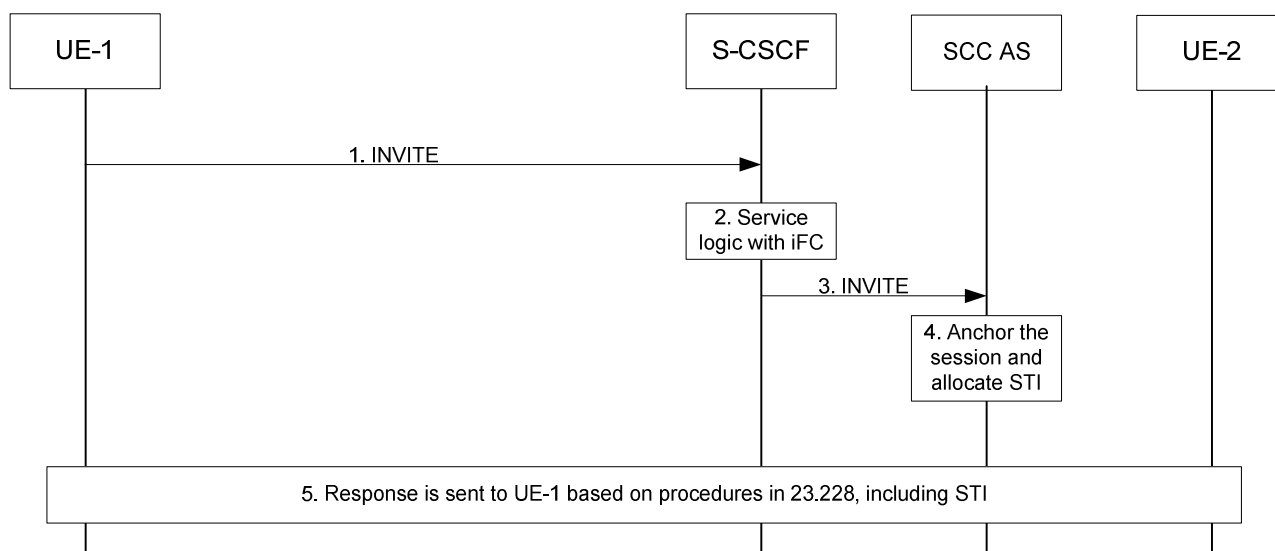 UE-1
S-CSCF
SCC AS
UE-2
1. INVITE
2. Service
logic with iFC
3. INVITE
4. Anchor the
session and
allocate STI
5. Response is sent to UE-1 based on procedures in 23.228, including STI